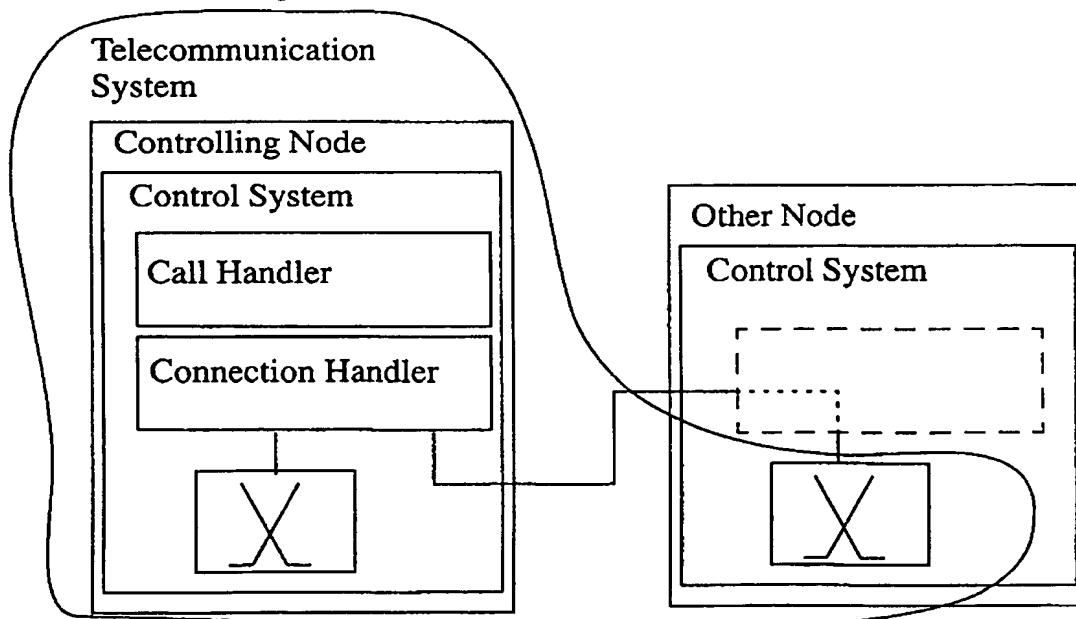 Telecommunication
System
Controlling Node
Control System
Call Handler
Connection Handler
Other Node
Control System